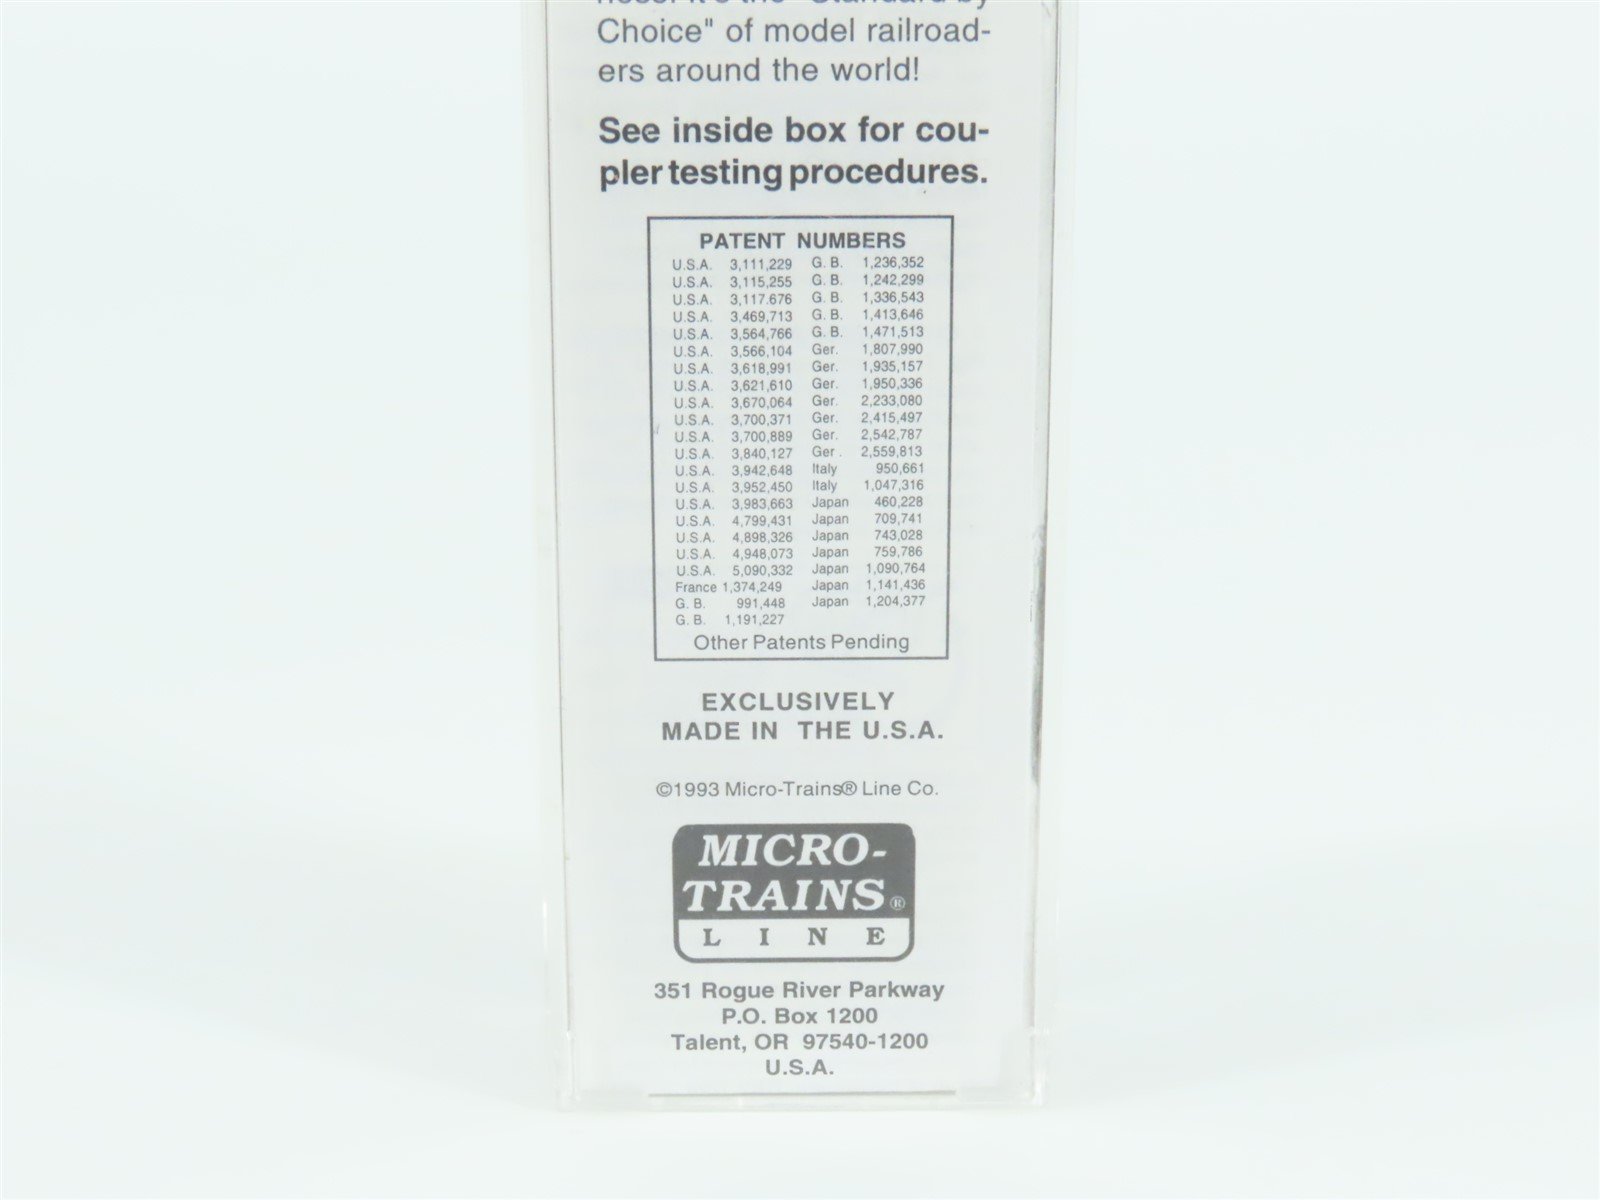 "Standard by
Choice" of model railroad-
ers around the world!
See inside box for cou-
pler testing procedures.
PATENT NUMBERS
U.S.A. 3,111,229 G. B. 1,236,352
U.S.A. 3,115,255 G. B. 1,242,299
U.S.A. 3,117.676 G. B. 1,336,543
U.S.A. 3,469,713 G. B. 1,413,646
U.S.A. 3,564,766 G. B. 1,471,513
U.S.A. 3,566,104 Ger. 1,807,990
U.S.A. 3,618,991 Ger. 1,935,157
U.S.A. 3,621,610 Ger. 1,950,336
U.S.A. 3,670,064 Ger. 2,233,080
U.S.A. 3,700,371 Ger. 2,415,497
U.S.A. 3,700,889 Ger. 2,542,787
U.S.A. 3,840,127 Ger . 2,559,813
U.S.A. 3,942,648 Italy 950,661
U.S.A. 3,952,450 Italy 1,047,316
U.S.A. 3,983,663 Japan 460,228
U.S.A. 4,799,431 Japan 709,741
U.S.A. 4,898,326 Japan 743,028
U.S.A. 4,948,073 Japan 759,786
U.S.A. 5,090,332 Japan 1,090,764
France 1,374,249 Japan 1,141,436
G. B. 991,448 Japan 1,204,377
G. B. 1,191,227
Other Patents Pending
EXCLUSIVELY
MADE IN THE U.S.A.
©1993 Micro-Trains® Line Co.
MICRO-
TRAINS®
LINE
351 Rogue River Parkway
P.O. Box 1200
Talent, OR 97540-1200
U.S.A.